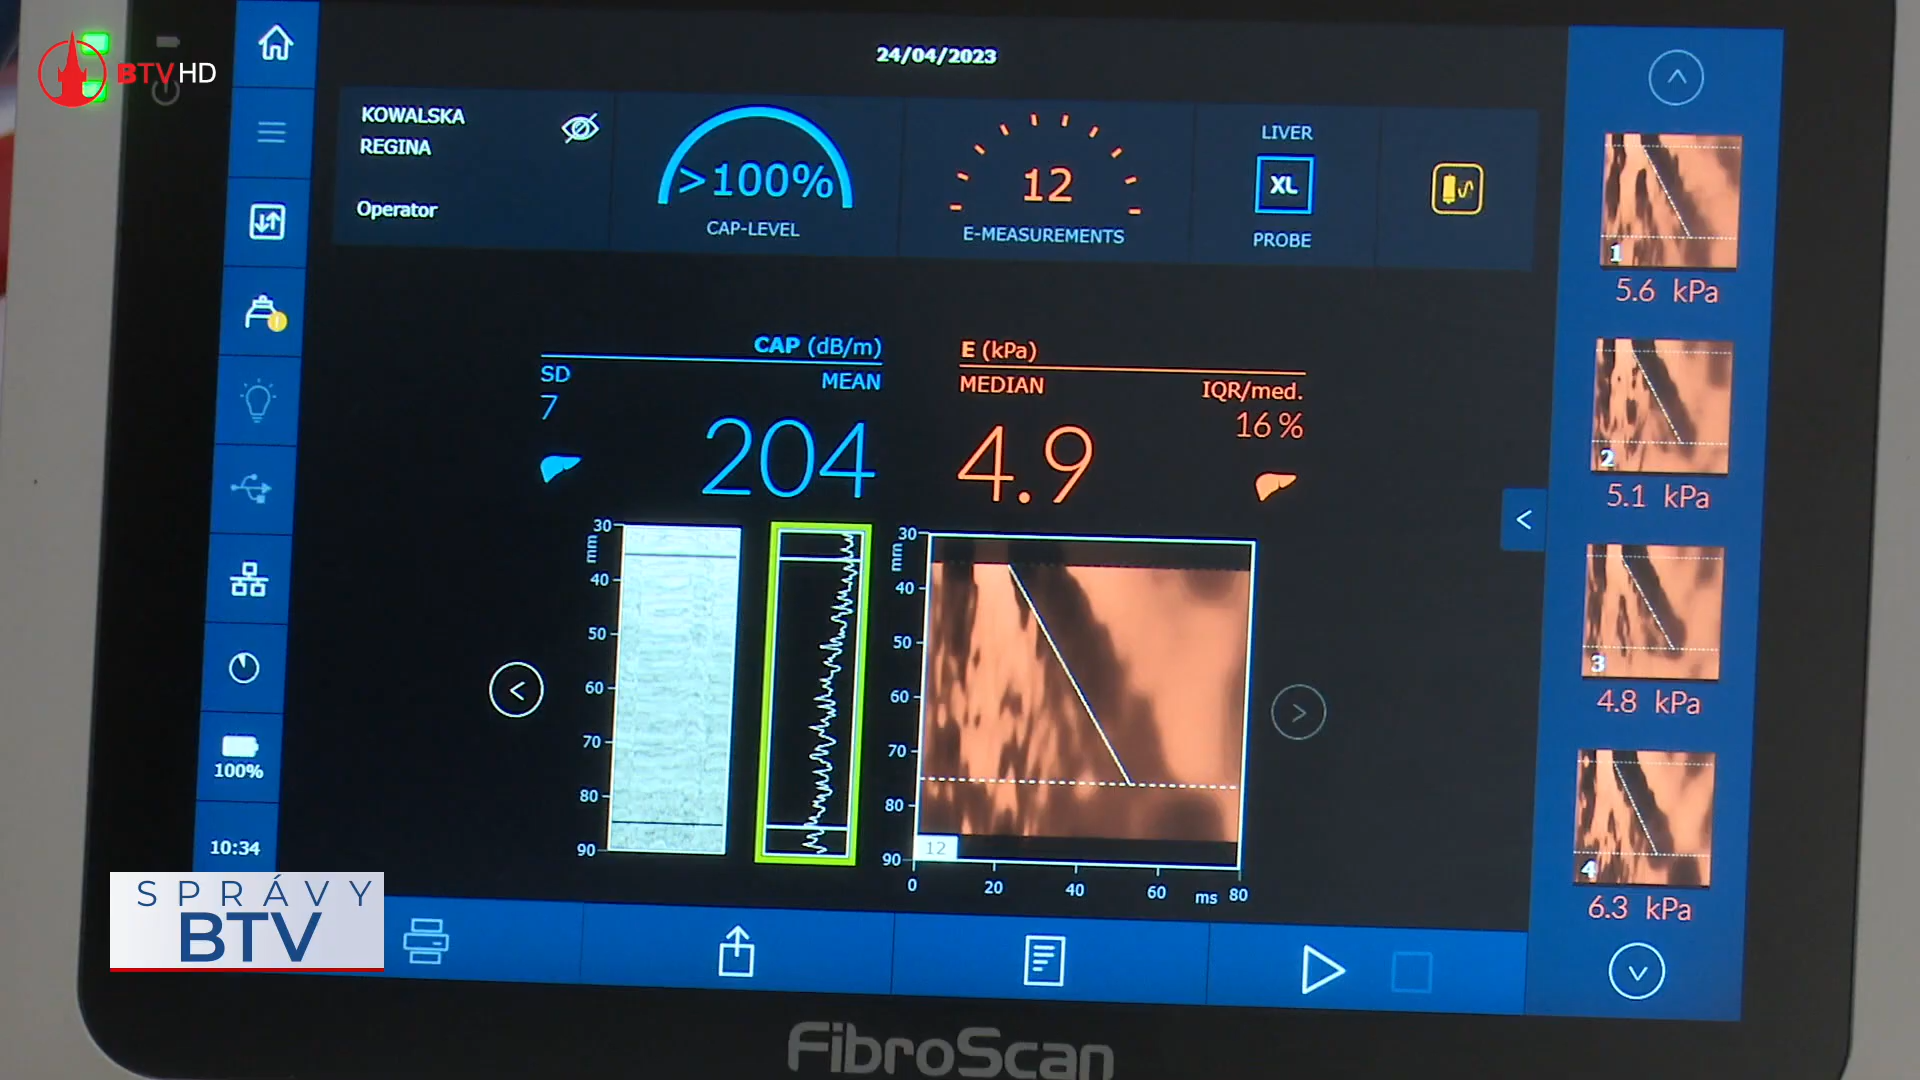 BTV HD
24/04/2023
KOWALSKA
REGINA
Operator
>100%
CAP-LEVEL
12
E-MEASUREMENTS
LIVER
XL
PROBE
CAP (dB/m)
SD
MEAN
7
204
E (kPa)
MEDIAN
IQR/med.
16 %
4.9
30
mm
40
50
60
70
80
90
30
mm
40
50
60
70
80
90
12
0
20
40
60
ms
80
1
5.6 kPa
2
5.1 kPa
3
4.8 kPa
4
6.3 kPa
100%
10:34
SPRÁVY
BTV
FibroScan